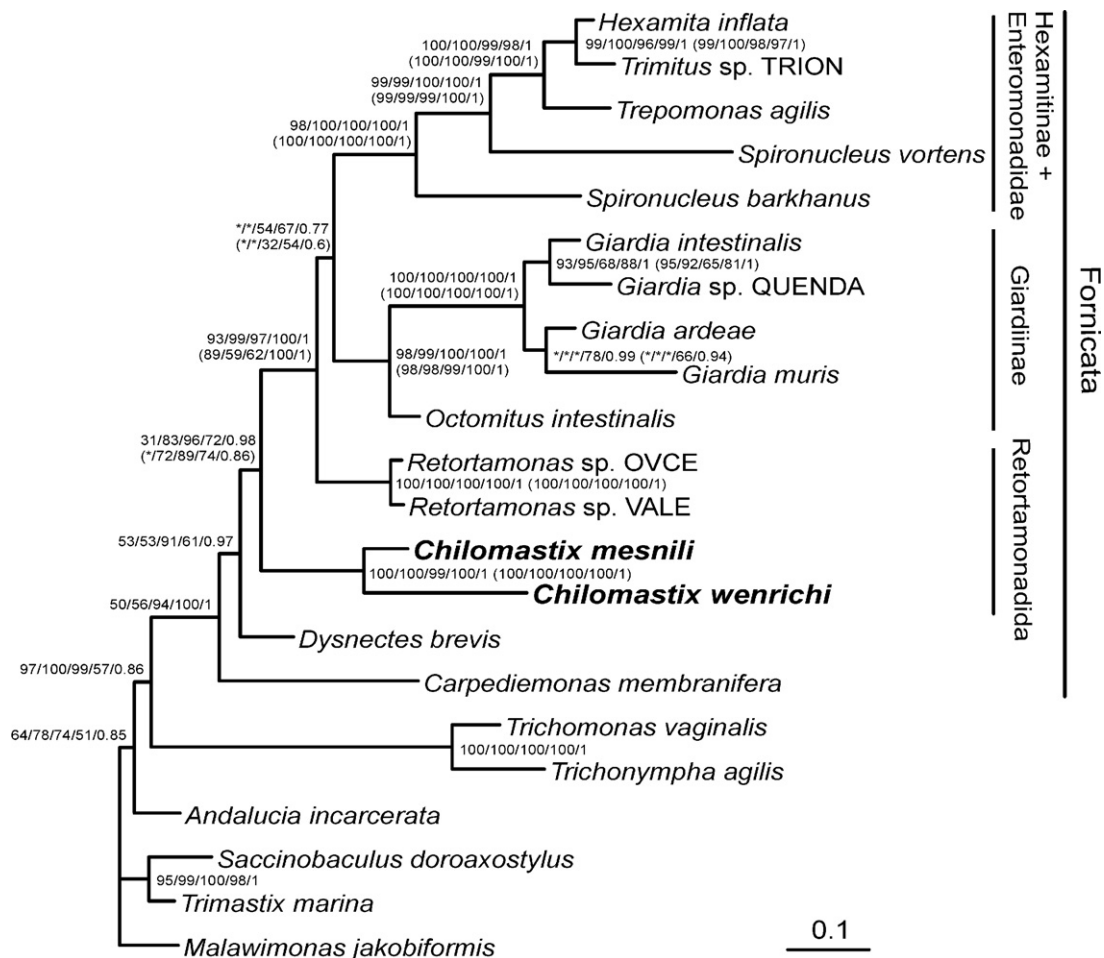 Hexamita inflata
99/100/96/99/1 (99/100/98/97/1)
100/100/99/98/1
(100/100/99/100/1)
Trimitus sp. TRION
99/99/100/100/1
(99/99/99/100/1)
Trepomonas agilis
98/100/100/100/1
(100/100/100/100/1)
Spironucleus vortens
Spironucleus barkhanus
*/*/54/67/0.77
(*/*/32/54/0.6)
Giardia intestinalis
93/95/68/88/1 (95/92/65/81/1)
100/100/100/100/1
(100/100/100/100/1)
Giardia sp. QUENDA
Giardia ardeae
*/*/*/78/0.99 (*/*/*/66/0.94)
93/99/97/100/1
(89/59/62/100/1)
98/99/100/100/1
(98/98/99/100/1)
Giardia muris
Octomitus intestinalis
31/83/96/72/0.98
(*/72/89/74/0.86)
Retortamonas sp. OVCE
100/100/100/100/1 (100/100/100/100/1)
Retortamonas sp. VALE
53/53/91/61/0.97
Chilomastix mesnili
100/100/99/100/1 (100/100/100/100/1)
Chilomastix wenrichi
50/56/94/100/1
Dysnectes brevis
97/100/99/57/0.86
Carpediemonas membranifera
64/78/74/51/0.85
Trichomonas vaginalis
100/100/100/100/1
Trichonympha agilis
Andalucia incarcerata
Saccinobaculus doroaxostylus
95/99/100/98/1
Trimastix marina
Malawimonas jakobiformis
0.1
Hexamitinae +
Enteromonadidae
Giardiinae
Retortamonadida
Fornicata